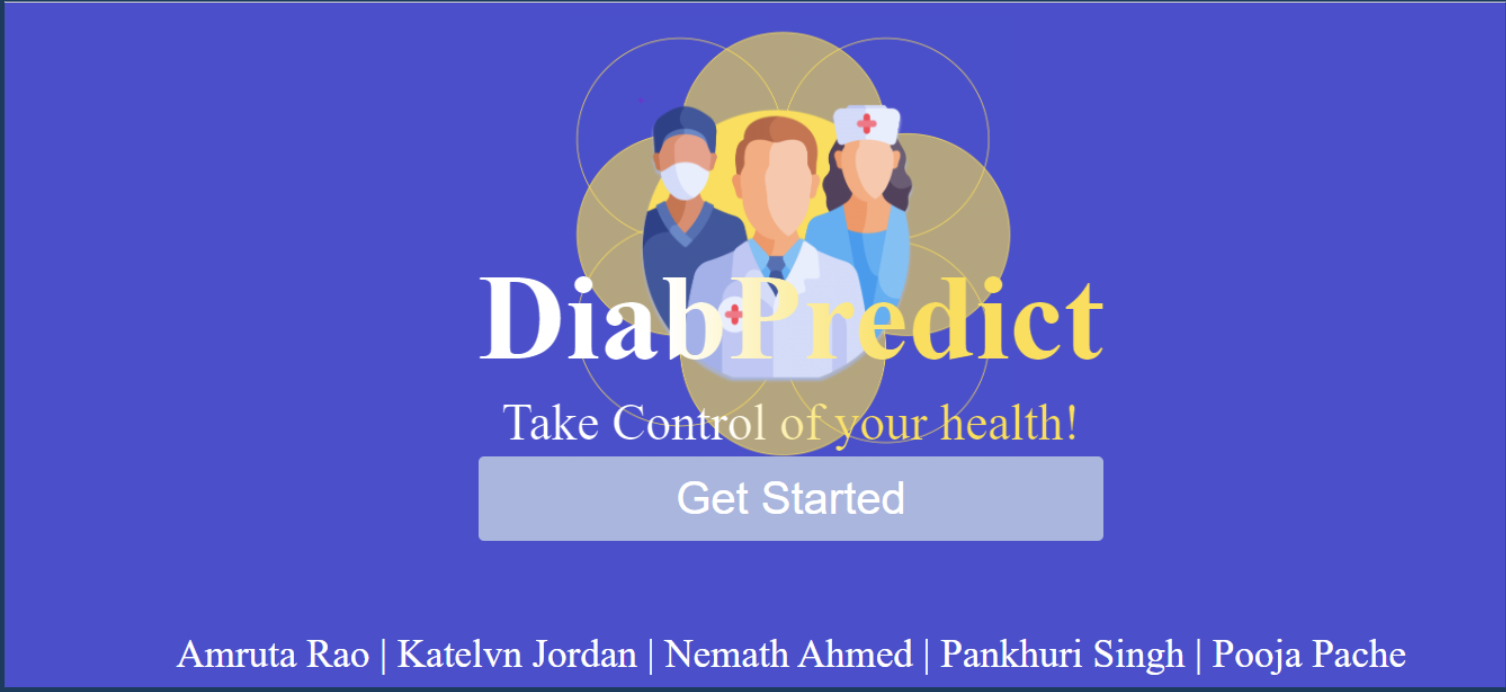 DiabPredict
Take Control of your health!
Get Started
Amruta Rao | Katelvn Jordan | Nemath Ahmed | Pankhuri Singh | Pooja Pache